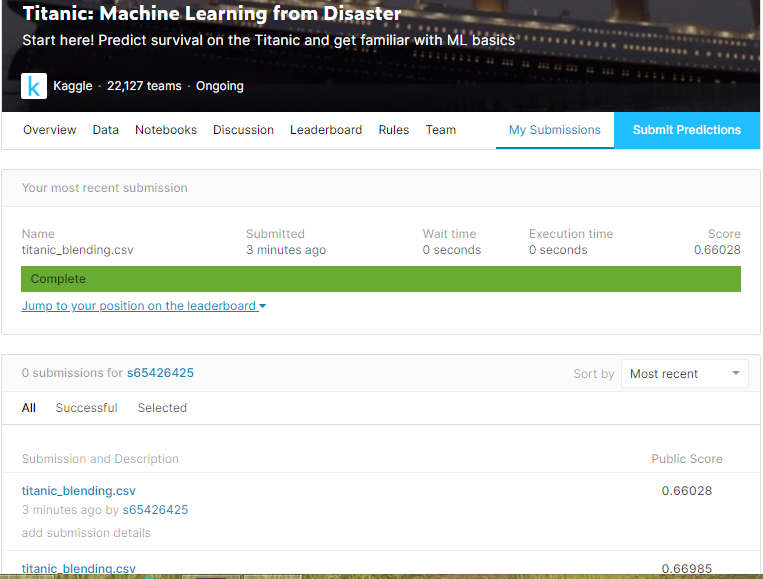 Titanic: Machine Learning from Disaster
Start here! Predict survival on the Titanic and get familiar with ML basics
k Kaggle · 22,127 teams · Ongoing
Overview Data Notebooks Discussion Leaderboard Rules Team My Submissions Submit Predictions
Your most recent submission
Name Submitted Wait time Execution time Score
titanic_blending.csv 3 minutes ago 0 seconds 0 seconds 0.66028
Complete
Jump to your position on the leaderboard
0 submissions for s65426425 Sort by Most recent
All Successful Selected
Submission and Description Public Score
titanic_blending.csv 0.66028
3 minutes ago by s65426425
add submission details
titanic_blending.csv 0.66985